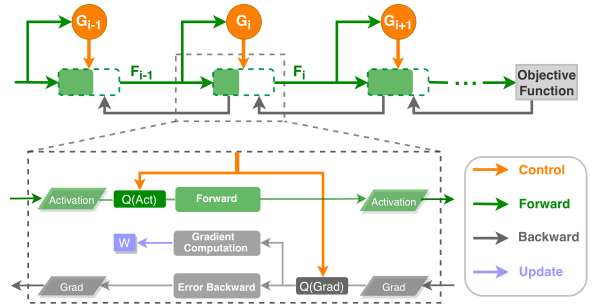 G_{i-1}
G_i
G_{i+1}
F_{i-1}
F_i
Objective
Function
Activation
Q(Act)
Forward
Activation
W
Gradient
Computation
Grad
Error Backward
Q(Grad)
Grad
Control
Forward
Backward
Update